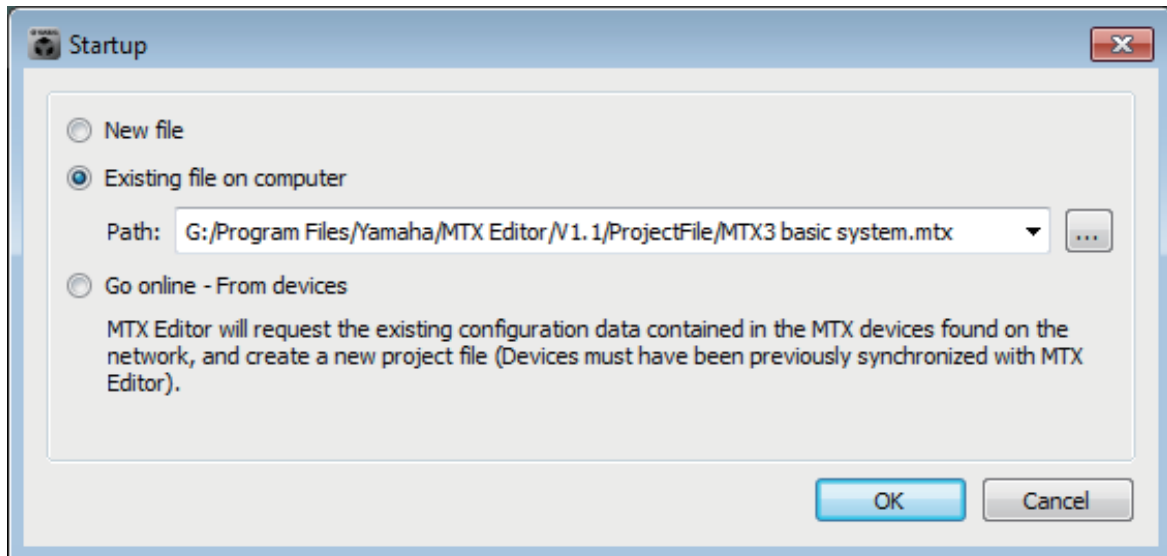 Startup
New file
Existing file on computer
Path: G:/Program Files/Yamaha/MTX Editor/V1.1/ProjectFile/MTX3 basic system.mtx ...
Go online - From devices
MTX Editor will request the existing configuration data contained in the MTX devices found on the
network, and create a new project file (Devices must have been previously synchronized with MTX
Editor).
OK Cancel